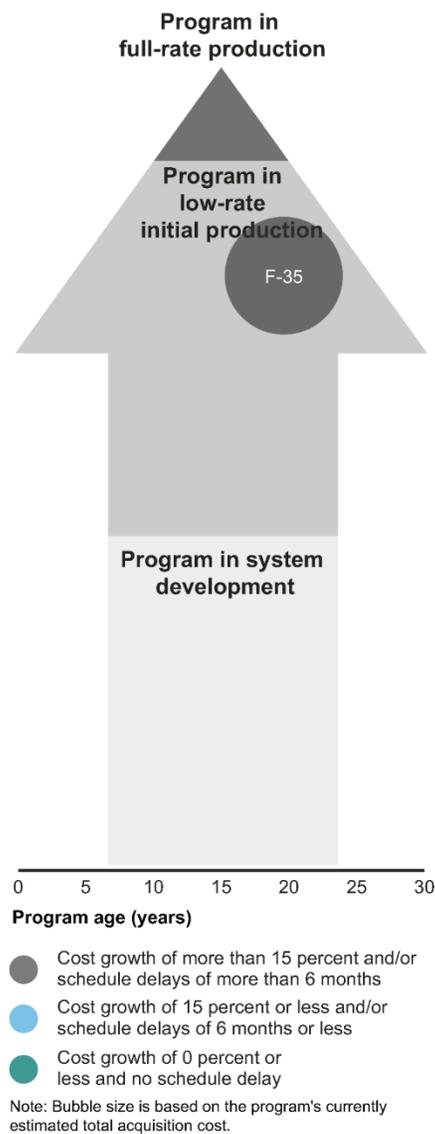 Program in
full-rate production
Program in
low-rate
initial production
F-35
Program in system
development
0 5 10 15 20 25 30
Program age (years)
Cost growth of more than 15 percent and/or
schedule delays of more than 6 months
Cost growth of 15 percent or less and/or
schedule delays of 6 months or less
Cost growth of 0 percent or
less and no schedule delay
Note: Bubble size is based on the program's currently
estimated total acquisition cost.